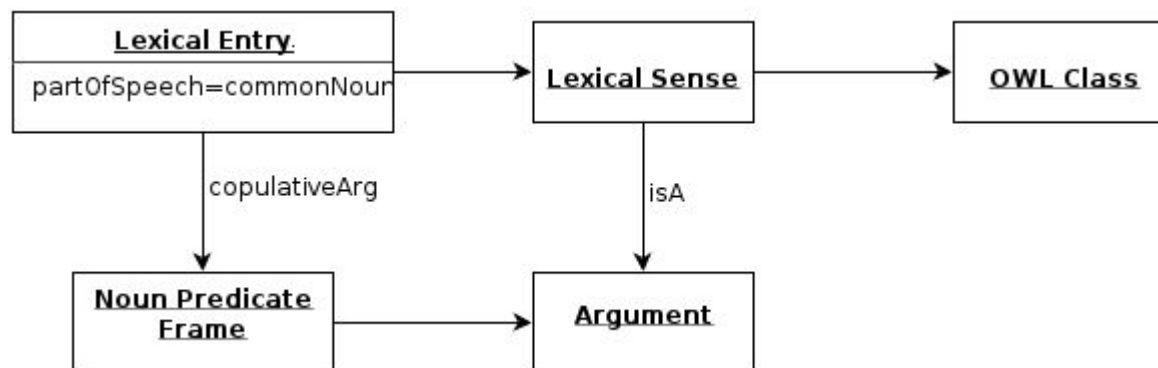 Lexical Entry.
partOfSpeech=commonNoun
Lexical Sense
OWL Class
copulativeArg
isA
Noun Predicate
Frame
Argument